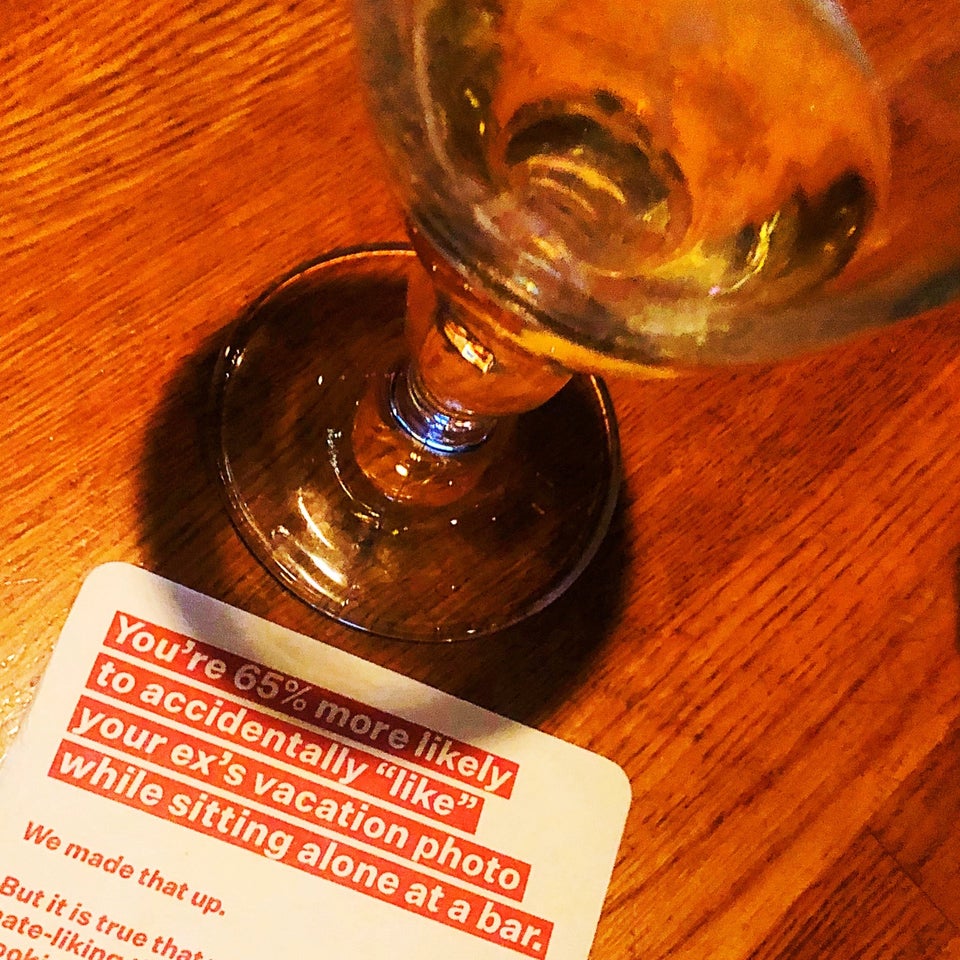 You're 65% more likely
to accidentally “like”
your ex's vacation photo
while sitting alone at a bar.
We made that up.
But it is true that